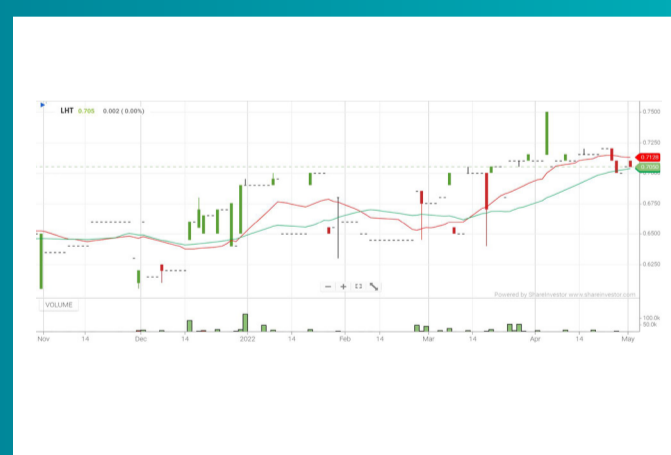 LHT 0.705 0.002 ( 0.00%)
0.7500
0.7250
0.7128
0.6750
0.6500
0.6250
Powered by ShareInvestor www.shareinvestor.com
VOLUME
100.0k
50.0k
Nov 14 Dec 14 2022 14 Feb 14 Mar 14 Apr 14 May